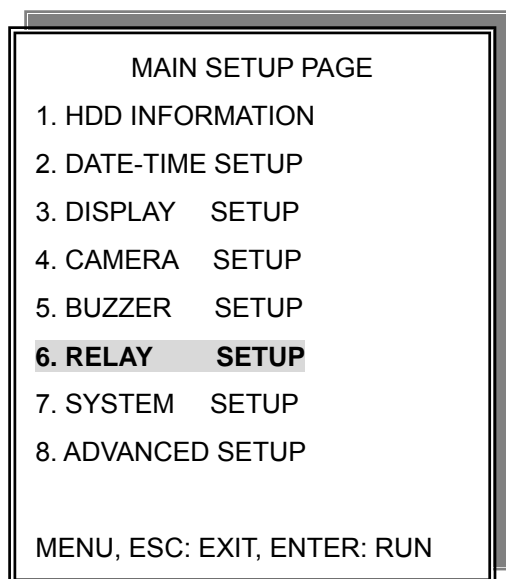 MAIN SETUP PAGE
1. HDD INFORMATION
2. DATE-TIME SETUP
3. DISPLAY SETUP
4. CAMERA SETUP
5. BUZZER SETUP
6. RELAY SETUP
7. SYSTEM SETUP
8. ADVANCED SETUP
MENU, ESC: EXIT, ENTER: RUN